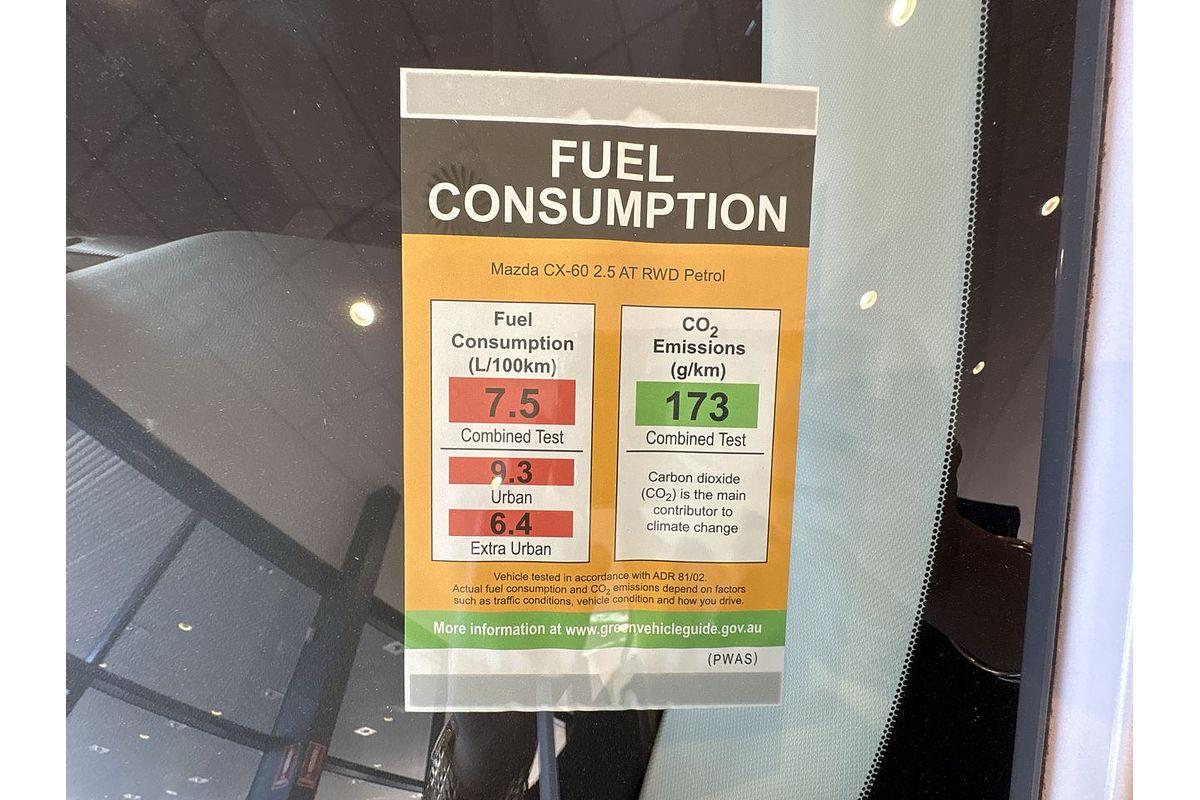 FUEL
CONSUMPTION
Mazda CX-60 2.5 AT RWD Petrol
Fuel
Consumption
(L/100km)
7.5
Combined Test
9.3
Urban
6.4
Extra Urban
CO₂
Emissions
(g/km)
173
Combined Test
Carbon dioxide
(CO₂) is the main
contributor to
climate change
Vehicle tested in accordance with ADR 81/02.
Actual fuel consumption and CO₂ emissions depend on factors
such as traffic conditions, vehicle condition and how you drive.
More information at www.greenvehicleguide.gov.au
(PWAS)